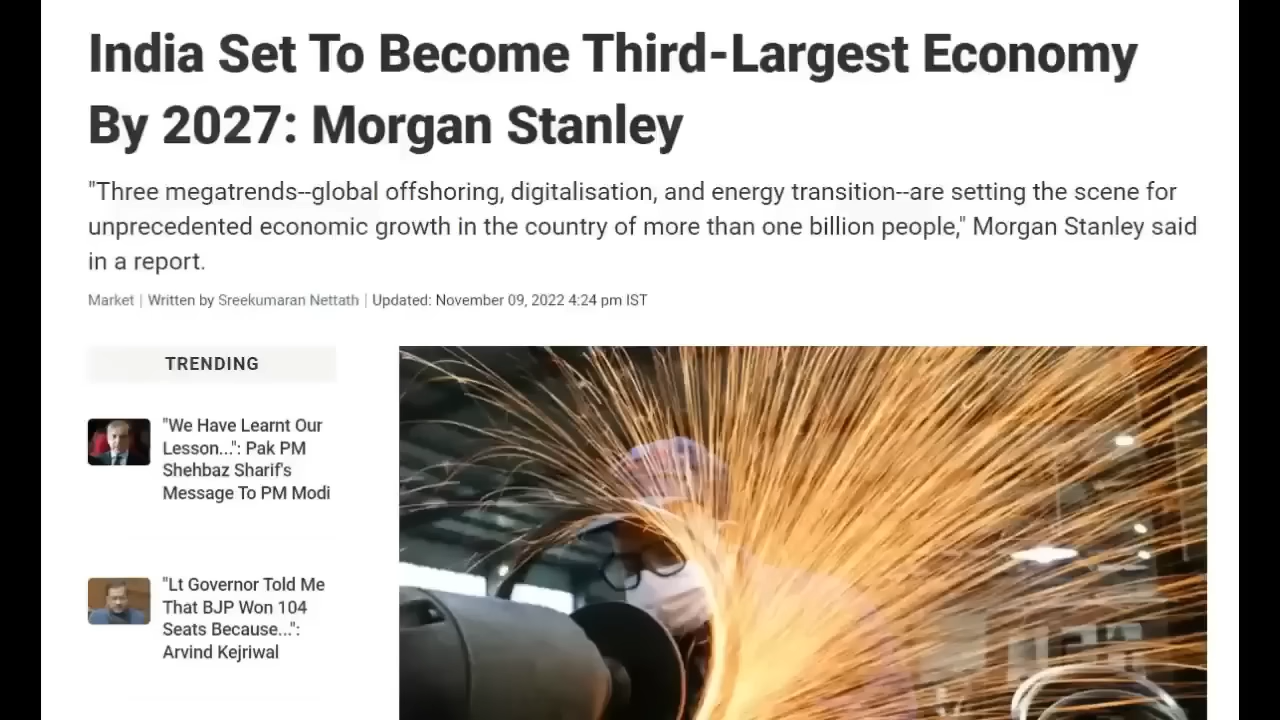 India Set To Become Third-Largest Economy
By 2027: Morgan Stanley
"Three megatrends--global offshoring, digitalisation, and energy transition--are setting the scene for
unprecedented economic growth in the country of more than one billion people," Morgan Stanley said
in a report.
Market | Written by Sreekumaran Nettath | Updated: November 09, 2022 4:24 pm IST
TRENDING
"We Have Learnt Our
Lesson...": Pak PM
Shehbaz Sharif's
Message To PM Modi
"Lt Governor Told Me
That BJP Won 104
Seats Because...":
Arvind Kejriwal